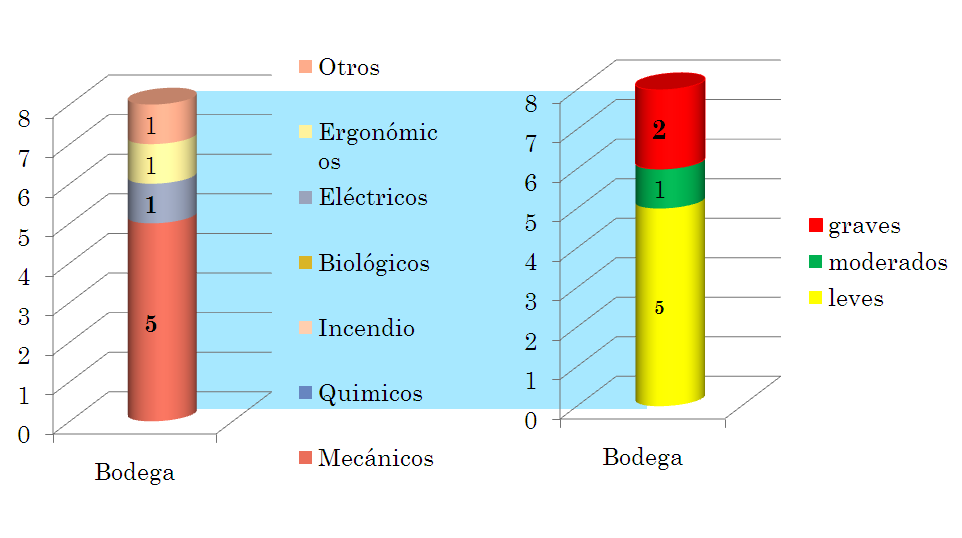 8
7
6
5
4
3
2
1
0
1
1
1
5
Bodega
Otros
Ergonómic
os
Eléctricos
Biológicos
Incendio
Quimicos
Mecánicos
8
7
6
5
4
3
2
1
0
2
1
5
Bodega
graves
moderados
leves